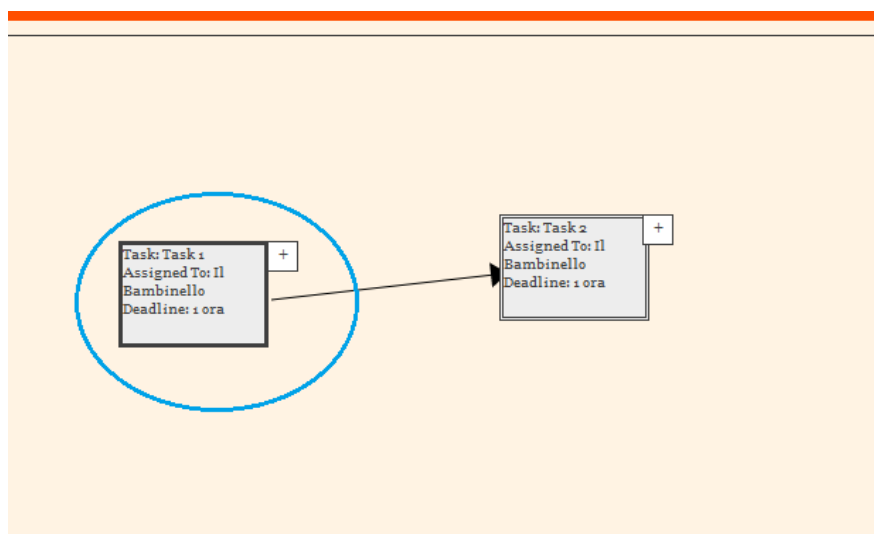 Task: Task 1
Assigned To: Il
Bambinello
Deadline: 1 ora
+
Task: Task 2
Assigned To: Il
Bambinello
Deadline: 1 ora
+